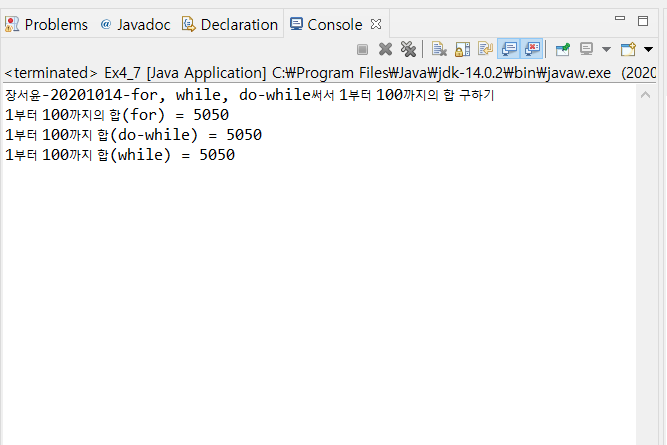 Problems @ Javadoc Declaration Console
<terminated> Ex4_7 [Java Application] C:₩Program Files₩Java₩jdk-14.0.2₩bin₩javaw.exe (2020
장서윤-20201014-for, while, do-while써서 1부터 100까지의 합 구하기
1부터 100까지의 합(for) = 5050
1부터 100까지 합(do-while) = 5050
1부터 100까지 합(while) = 5050